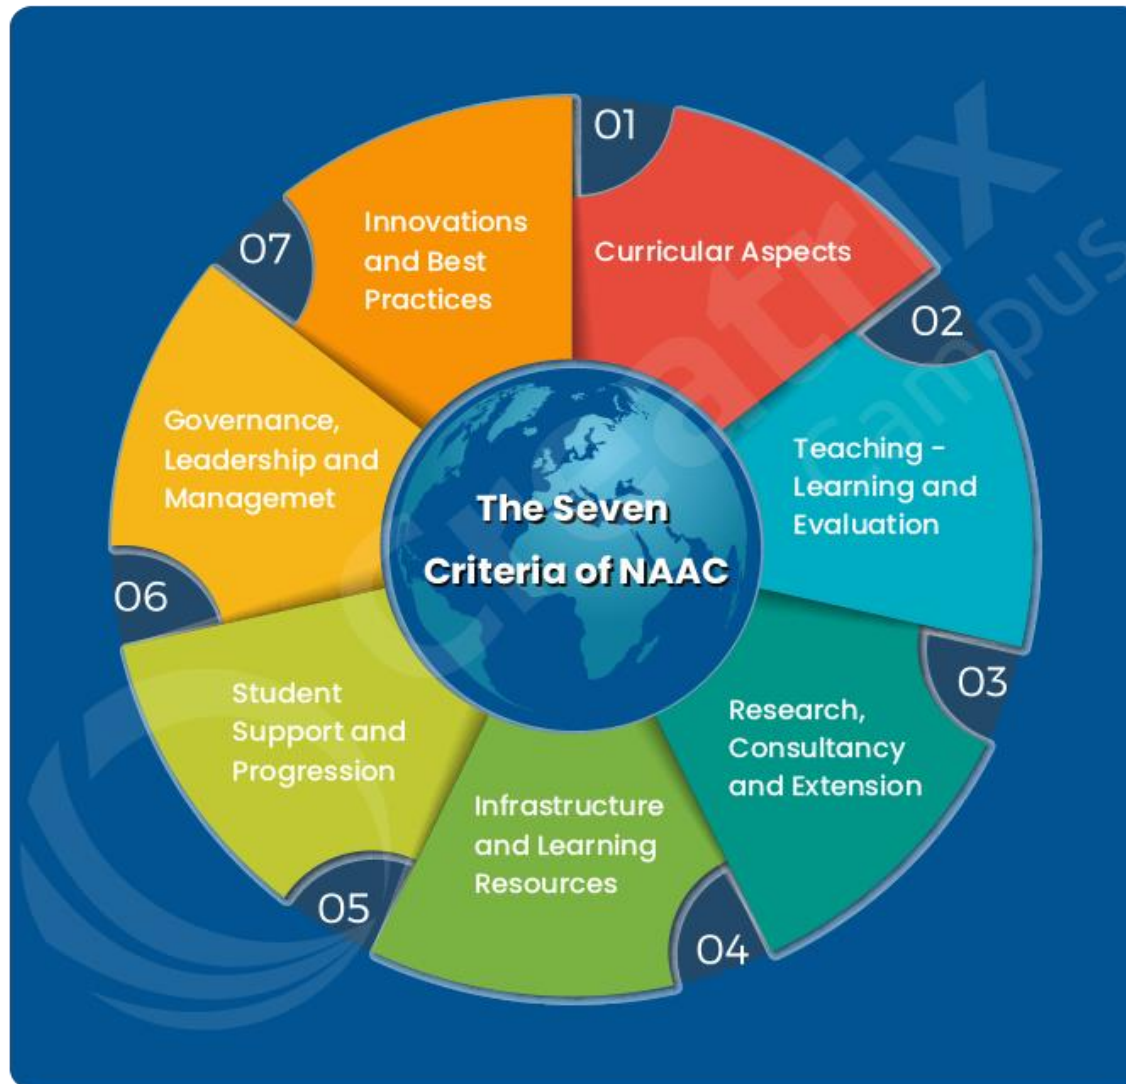 The Seven
Criteria of NAAC
01
Curricular Aspects
02
Teaching -
Learning and
Evaluation
03
Research,
Consultancy
and Extension
04
Infrastructure
and Learning
Resources
05
Student
Support and
Progression
06
Governance,
Leadership and
Managemet
07
Innovations
and Best
Practices
Creatrix
Campus